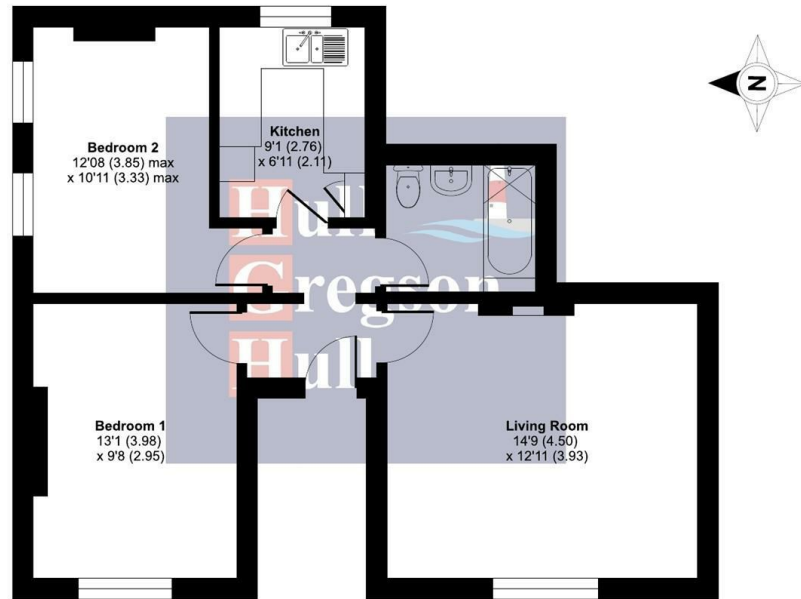 Kitchen
9'1 (2.76)
x 6'11 (2.11)
Bedroom 2
12'08 (3.85) max
x 10'11 (3.33) max
N
Hull
Gregson
Hull
Bedroom 1
13'1 (3.98)
x 9'8 (2.95)
Living Room
14'9 (4.50)
x 12'11 (3.93)